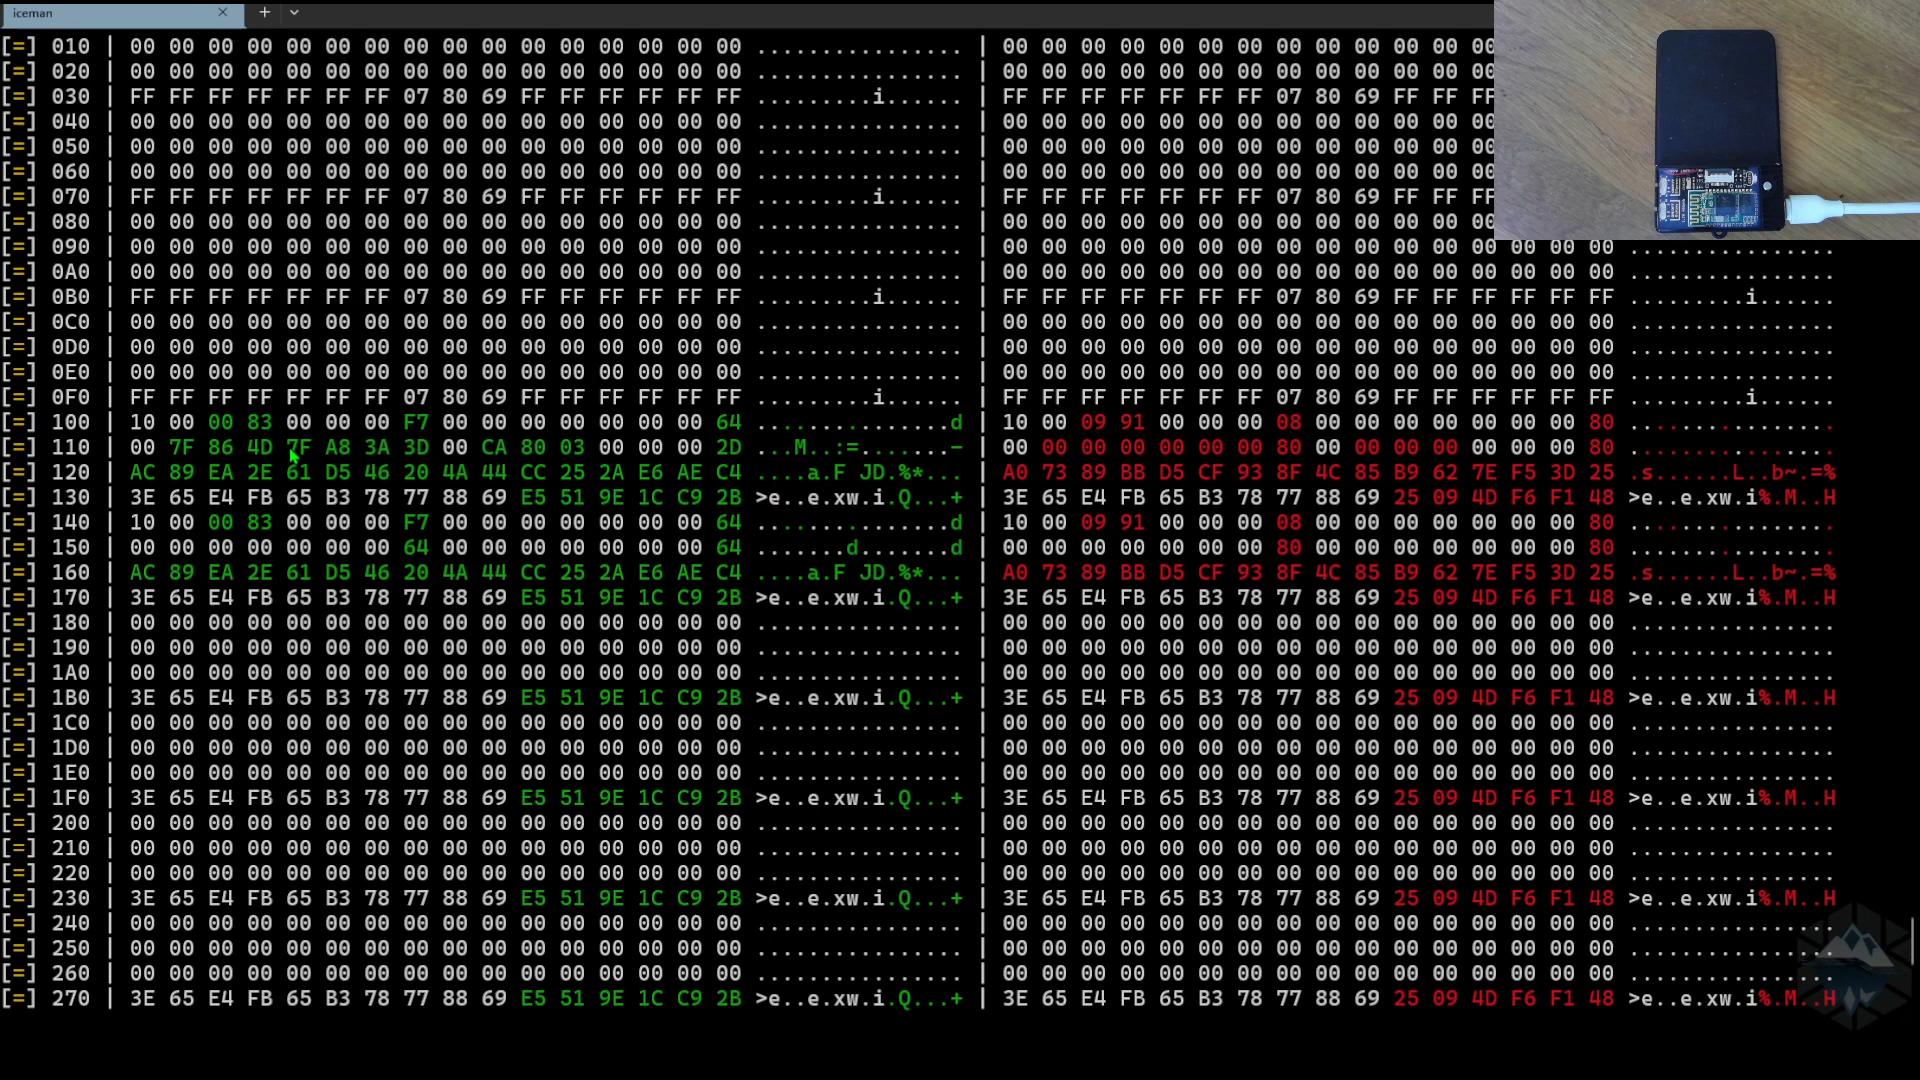 iceman × + ⌄
[=] 010 | 00 00 00 00 00 00 00 00 00 00 00 00 00 00 00 00 ................ | 00 00 00 00 00 00 00 00 00 00 00 00 00
[=] 020 | 00 00 00 00 00 00 00 00 00 00 00 00 00 00 00 00 ................ | 00 00 00 00 00 00 00 00 00 00 00 00 00
[=] 030 | FF FF FF FF FF FF FF 07 80 69 FF FF FF FF FF FF .........i...... | FF FF FF FF FF FF FF 07 80 69 FF FF FF
[=] 040 | 00 00 00 00 00 00 00 00 00 00 00 00 00 00 00 00 ................ | 00 00 00 00 00 00 00 00 00 00 00 00 00
[=] 050 | 00 00 00 00 00 00 00 00 00 00 00 00 00 00 00 00 ................ | 00 00 00 00 00 00 00 00 00 00 00 00 00
[=] 060 | 00 00 00 00 00 00 00 00 00 00 00 00 00 00 00 00 ................ | 00 00 00 00 00 00 00 00 00 00 00 00 00
[=] 070 | FF FF FF FF FF FF FF 07 80 69 FF FF FF FF FF FF .........i...... | FF FF FF FF FF FF FF 07 80 69 FF FF FF
[=] 080 | 00 00 00 00 00 00 00 00 00 00 00 00 00 00 00 00 ................ | 00 00 00 00 00 00 00 00 00 00 00 00 00
[=] 090 | 00 00 00 00 00 00 00 00 00 00 00 00 00 00 00 00 ................ | 00 00 00 00 00 00 00 00 00 00 00 00 00 00 00 00 ................
[=] 0A0 | 00 00 00 00 00 00 00 00 00 00 00 00 00 00 00 00 ................ | 00 00 00 00 00 00 00 00 00 00 00 00 00 00 00 00 ................
[=] 0B0 | FF FF FF FF FF FF FF 07 80 69 FF FF FF FF FF FF .........i...... | FF FF FF FF FF FF FF 07 80 69 FF FF FF FF FF FF .........i......
[=] 0C0 | 00 00 00 00 00 00 00 00 00 00 00 00 00 00 00 00 ................ | 00 00 00 00 00 00 00 00 00 00 00 00 00 00 00 00 ................
[=] 0D0 | 00 00 00 00 00 00 00 00 00 00 00 00 00 00 00 00 ................ | 00 00 00 00 00 00 00 00 00 00 00 00 00 00 00 00 ................
[=] 0E0 | 00 00 00 00 00 00 00 00 00 00 00 00 00 00 00 00 ................ | 00 00 00 00 00 00 00 00 00 00 00 00 00 00 00 00 ................
[=] 0F0 | FF FF FF FF FF FF FF 07 80 69 FF FF FF FF FF FF .........i...... | FF FF FF FF FF FF FF 07 80 69 FF FF FF FF FF FF .........i......
[=] 100 | 10 00 00 83 00 00 00 F7 00 00 00 00 00 00 00 64 ...............d | 10 00 09 91 00 00 00 08 00 00 00 00 00 00 00 80 ................
[=] 110 | 00 7F 86 4D 7F A8 3A 3D 00 CA 80 03 00 00 00 2D ...M..:=.......- | 00 00 00 00 00 00 00 80 00 00 00 00 00 00 00 80 ................
[=] 120 | AC 89 EA 2E 61 D5 46 20 4A 44 CC 25 2A E6 AE C4 ....a.F JD.%*... | A0 73 89 BB D5 CF 93 8F 4C 85 B9 62 7E F5 3D 25 .s......L..b~.=%
[=] 130 | 3E 65 E4 FB 65 B3 78 77 88 69 E5 51 9E 1C C9 2B >e..e.xw.i.Q...+ | 3E 65 E4 FB 65 B3 78 77 88 69 25 09 4D F6 F1 48 >e..e.xw.i%.M..H
[=] 140 | 10 00 00 83 00 00 00 F7 00 00 00 00 00 00 00 64 ...............d | 10 00 09 91 00 00 00 08 00 00 00 00 00 00 00 80 ................
[=] 150 | 00 00 00 00 00 00 00 64 00 00 00 00 00 00 00 64 .......d.......d | 00 00 00 00 00 00 00 80 00 00 00 00 00 00 00 80 ................
[=] 160 | AC 89 EA 2E 61 D5 46 20 4A 44 CC 25 2A E6 AE C4 ....a.F JD.%*... | A0 73 89 BB D5 CF 93 8F 4C 85 B9 62 7E F5 3D 25 .s......L..b~.=%
[=] 170 | 3E 65 E4 FB 65 B3 78 77 88 69 E5 51 9E 1C C9 2B >e..e.xw.i.Q...+ | 3E 65 E4 FB 65 B3 78 77 88 69 25 09 4D F6 F1 48 >e..e.xw.i%.M..H
[=] 180 | 00 00 00 00 00 00 00 00 00 00 00 00 00 00 00 00 ................ | 00 00 00 00 00 00 00 00 00 00 00 00 00 00 00 00 ................
[=] 190 | 00 00 00 00 00 00 00 00 00 00 00 00 00 00 00 00 ................ | 00 00 00 00 00 00 00 00 00 00 00 00 00 00 00 00 ................
[=] 1A0 | 00 00 00 00 00 00 00 00 00 00 00 00 00 00 00 00 ................ | 00 00 00 00 00 00 00 00 00 00 00 00 00 00 00 00 ................
[=] 1B0 | 3E 65 E4 FB 65 B3 78 77 88 69 E5 51 9E 1C C9 2B >e..e.xw.i.Q...+ | 3E 65 E4 FB 65 B3 78 77 88 69 25 09 4D F6 F1 48 >e..e.xw.i%.M..H
[=] 1C0 | 00 00 00 00 00 00 00 00 00 00 00 00 00 00 00 00 ................ | 00 00 00 00 00 00 00 00 00 00 00 00 00 00 00 00 ................
[=] 1D0 | 00 00 00 00 00 00 00 00 00 00 00 00 00 00 00 00 ................ | 00 00 00 00 00 00 00 00 00 00 00 00 00 00 00 00 ................
[=] 1E0 | 00 00 00 00 00 00 00 00 00 00 00 00 00 00 00 00 ................ | 00 00 00 00 00 00 00 00 00 00 00 00 00 00 00 00 ................
[=] 1F0 | 3E 65 E4 FB 65 B3 78 77 88 69 E5 51 9E 1C C9 2B >e..e.xw.i.Q...+ | 3E 65 E4 FB 65 B3 78 77 88 69 25 09 4D F6 F1 48 >e..e.xw.i%.M..H
[=] 200 | 00 00 00 00 00 00 00 00 00 00 00 00 00 00 00 00 ................ | 00 00 00 00 00 00 00 00 00 00 00 00 00 00 00 00 ................
[=] 210 | 00 00 00 00 00 00 00 00 00 00 00 00 00 00 00 00 ................ | 00 00 00 00 00 00 00 00 00 00 00 00 00 00 00 00 ................
[=] 220 | 00 00 00 00 00 00 00 00 00 00 00 00 00 00 00 00 ................ | 00 00 00 00 00 00 00 00 00 00 00 00 00 00 00 00 ................
[=] 230 | 3E 65 E4 FB 65 B3 78 77 88 69 E5 51 9E 1C C9 2B >e..e.xw.i.Q...+ | 3E 65 E4 FB 65 B3 78 77 88 69 25 09 4D F6 F1 48 >e..e.xw.i%.M..H
[=] 240 | 00 00 00 00 00 00 00 00 00 00 00 00 00 00 00 00 ................ | 00 00 00 00 00 00 00 00 00 00 00 00 00 00 00 00 ................
[=] 250 | 00 00 00 00 00 00 00 00 00 00 00 00 00 00 00 00 ................ | 00 00 00 00 00 00 00 00 00 00 00 00 00 00 00 00 ................
[=] 260 | 00 00 00 00 00 00 00 00 00 00 00 00 00 00 00 00 ................ | 00 00 00 00 00 00 00 00 00 00 00 00 00 00 00 00 ................
[=] 270 | 3E 65 E4 FB 65 B3 78 77 88 69 E5 51 9E 1C C9 2B >e..e.xw.i.Q...+ | 3E 65 E4 FB 65 B3 78 77 88 69 25 09 4D F6 F1 48 >e..e.xw.i%.M..H